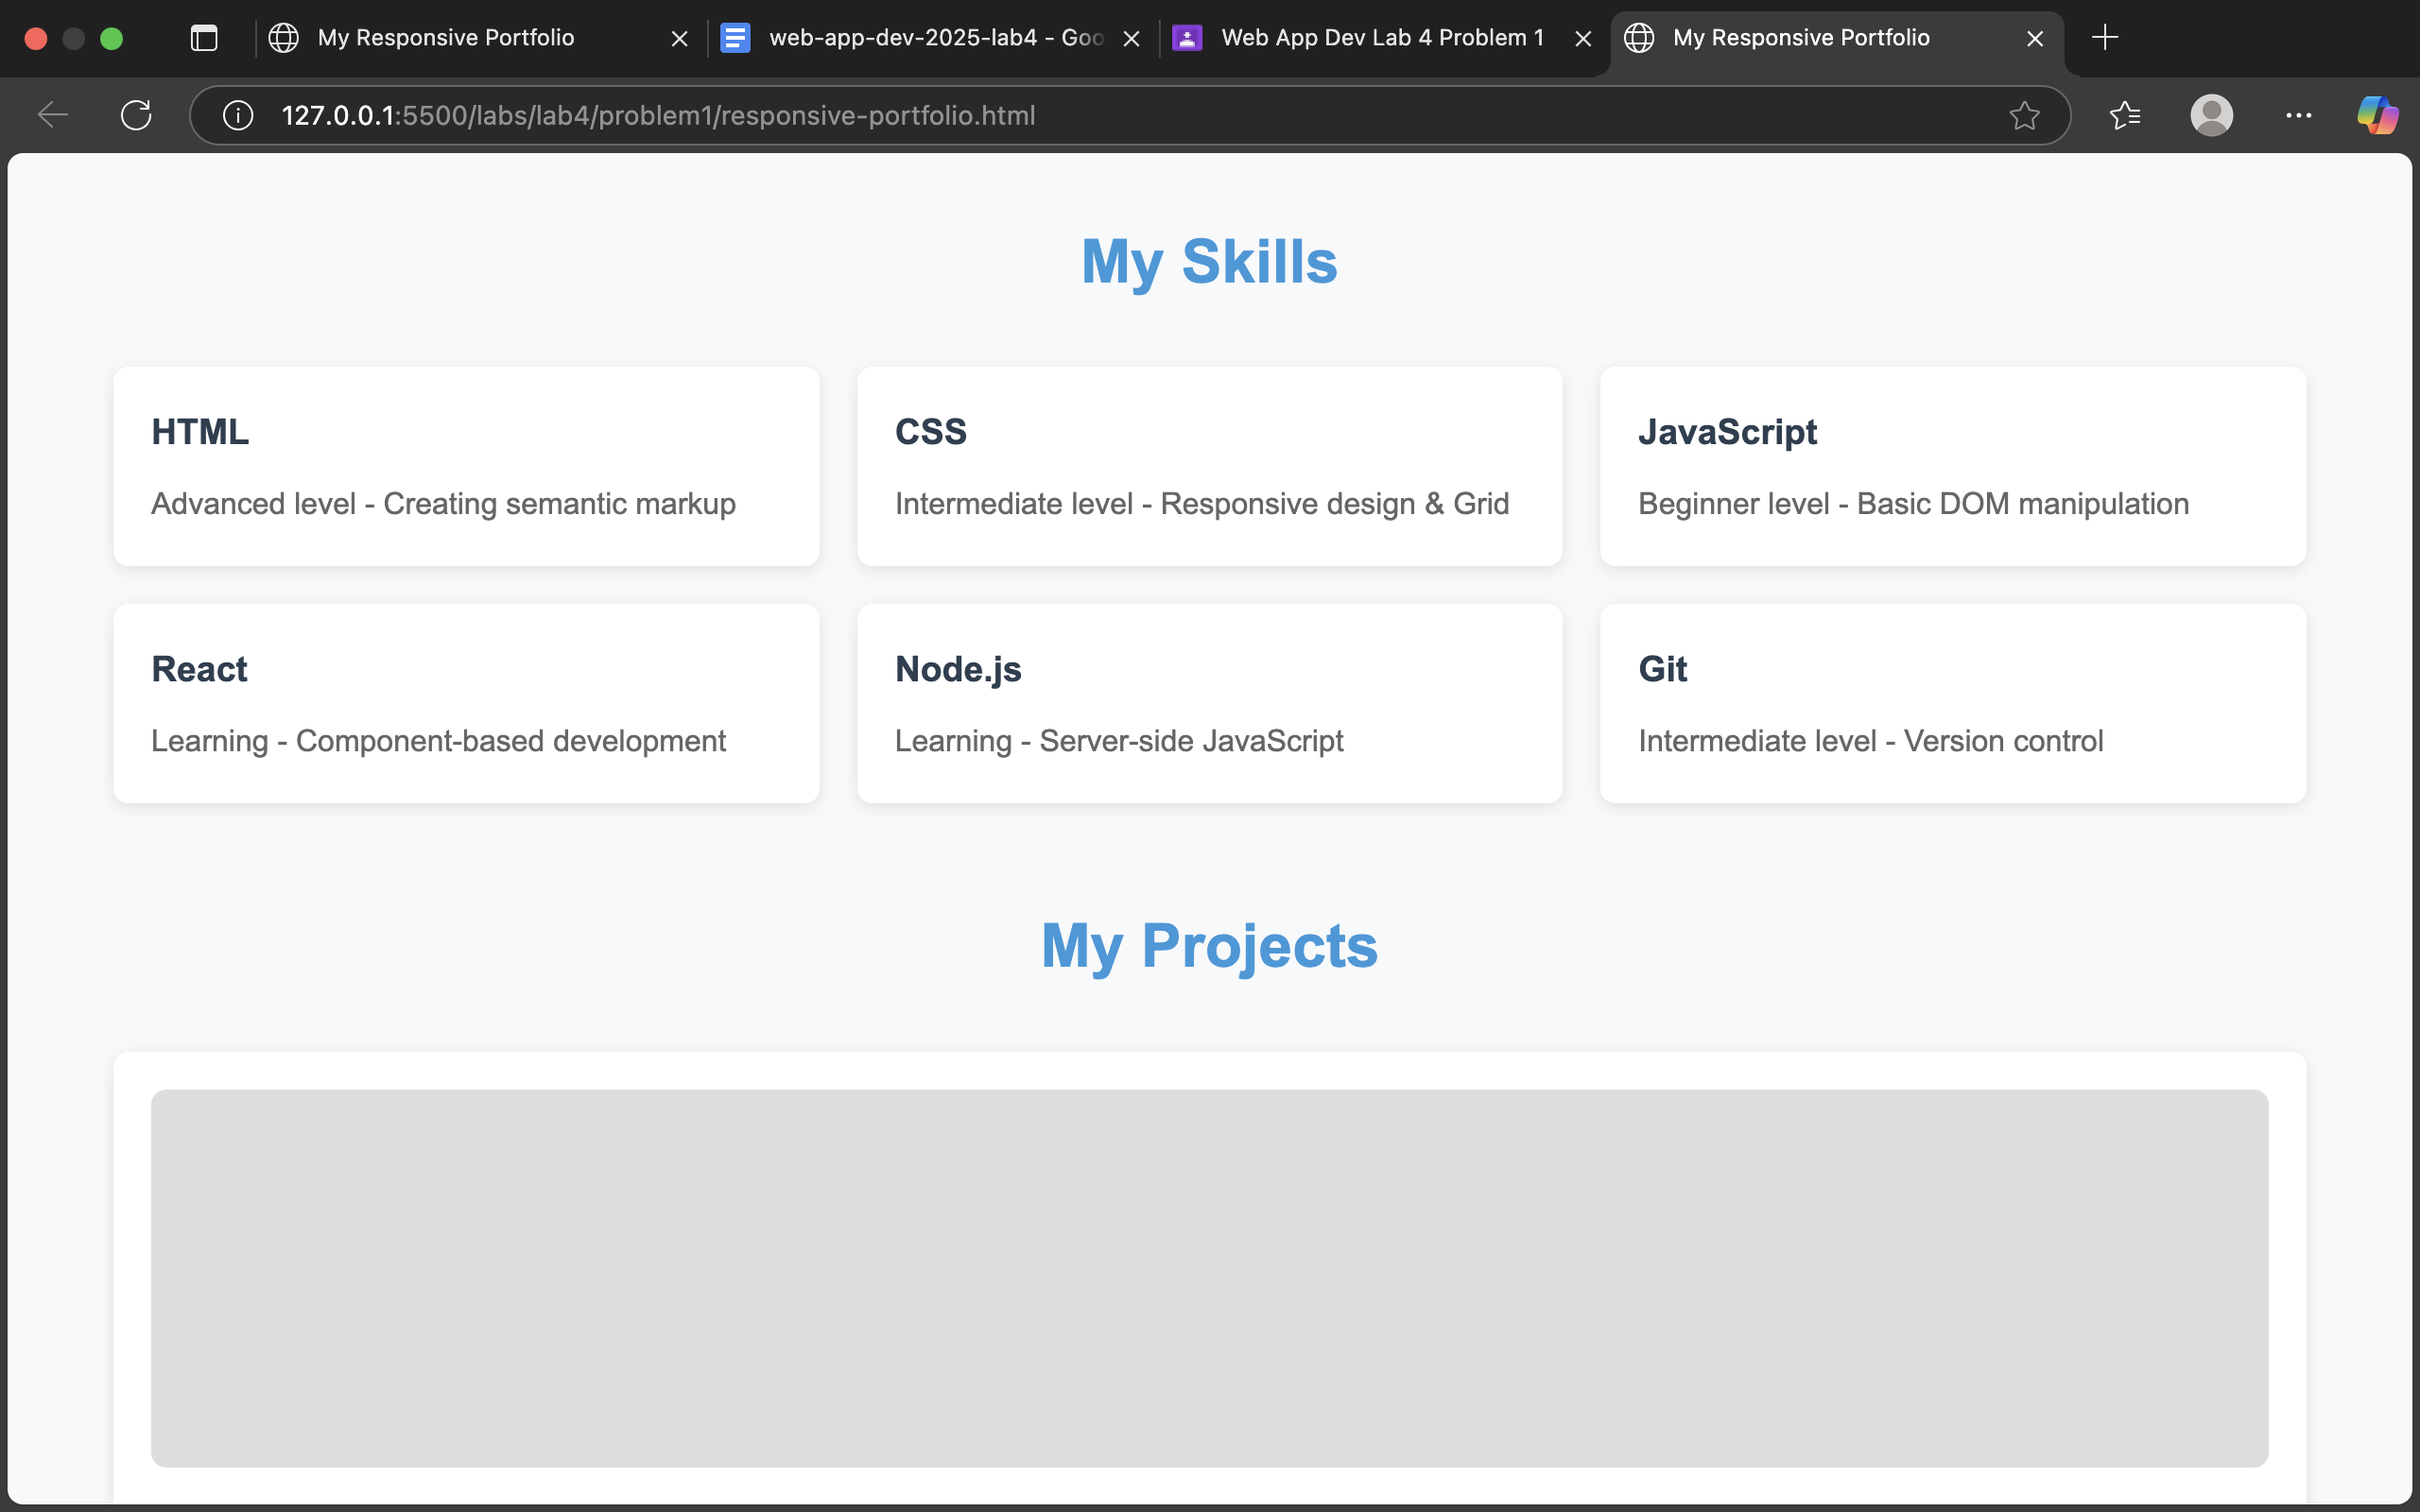 My Responsive Portfolio
web-app-dev-2025-lab4 - Goo
Web App Dev Lab 4 Problem 1
My Responsive Portfolio
127.0.0.1:5500/labs/lab4/problem1/responsive-portfolio.html
My Skills
HTML
Advanced level - Creating semantic markup
CSS
Intermediate level - Responsive design & Grid
JavaScript
Beginner level - Basic DOM manipulation
React
Learning - Component-based development
Node.js
Learning - Server-side JavaScript
Git
Intermediate level - Version control
My Projects